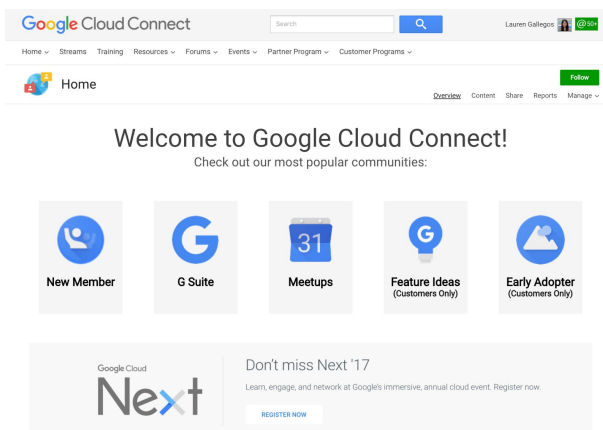 Google Cloud Connect
Search
Lauren Gallegos
@ 50+
Home Streams Training Resources Forums Events Partner Program Customer Programs
Home
Follow
Overview Content Share Reports Manage
Welcome to Google Cloud Connect!
Check out our most popular communities:
G
31
G
New Member
G Suite
Meetups
Feature Ideas
(Customers Only)
Early Adopter
(Customers Only)
Google Cloud
Next
Don't miss Next '17
Learn, engage, and network at Google's immersive, annual cloud event. Register now.
REGISTER NOW